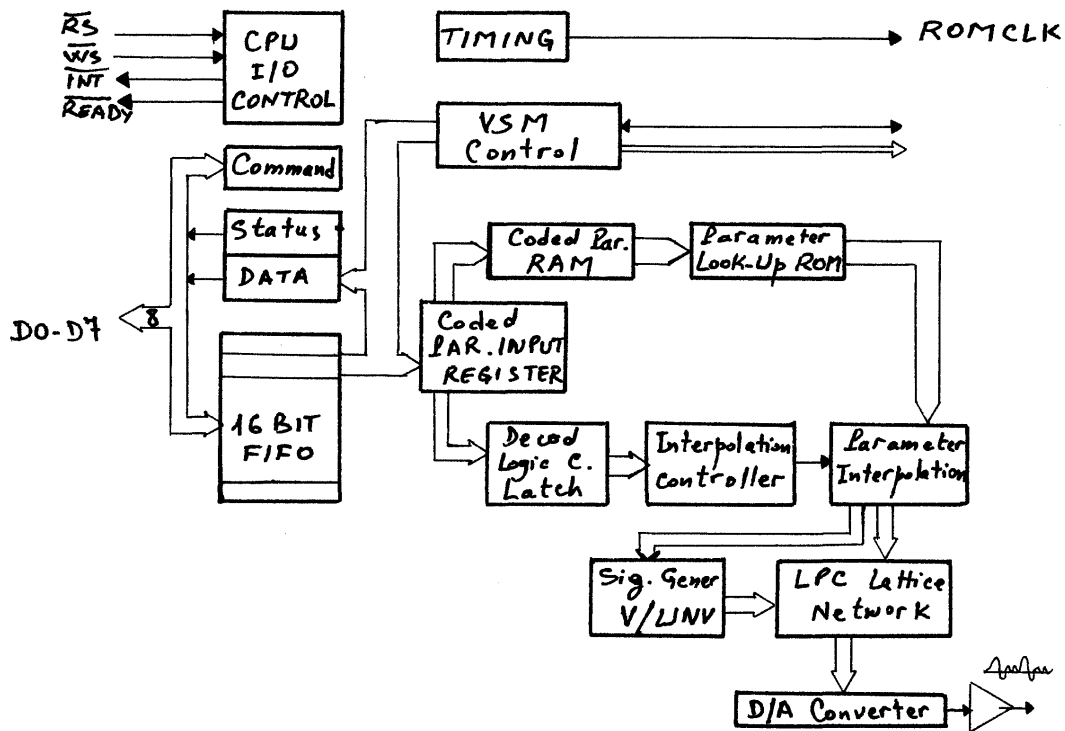 RS
WS
INT
READY
CPU
I/O
CONTROL
TIMING
ROMCLK
VSM
Control
Command
Status
DATA
D0-D7
8
16 BIT
FIFO
Coded
PAR. INPUT
REGISTER
Coded Par.
RAM
Parameter
Look-Up ROM
Decod
Logic C.
Latch
Interpolation
controller
Parameter
Interpolation
Sig. Gener
V/UNV
LPC Lattice
Network
D/A Converter